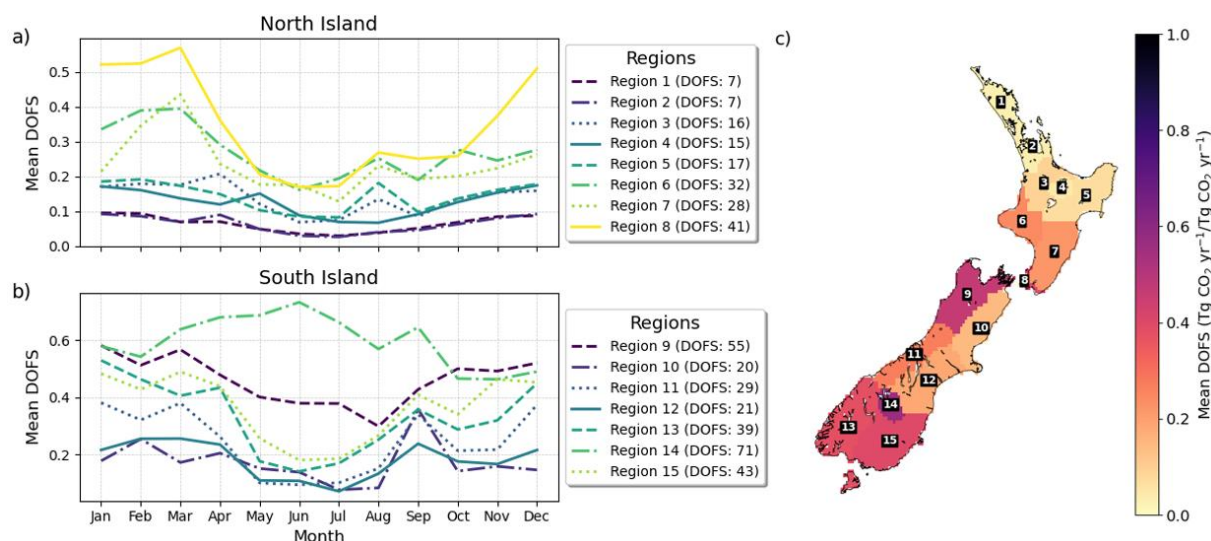 a)
North Island
Mean DOFS
0.5
0.4
0.3
0.2
0.1
0.0
Regions
Region 1 (DOFS: 7)
Region 2 (DOFS: 7)
Region 3 (DOFS: 16)
Region 4 (DOFS: 15)
Region 5 (DOFS: 17)
Region 6 (DOFS: 32)
Region 7 (DOFS: 28)
Region 8 (DOFS: 41)
b)
South Island
Mean DOFS
0.6
0.4
0.2
Jan Feb Mar Apr May Jun Jul Aug Sep Oct Nov Dec
Month
Regions
Region 9 (DOFS: 55)
Region 10 (DOFS: 20)
Region 11 (DOFS: 29)
Region 12 (DOFS: 21)
Region 13 (DOFS: 39)
Region 14 (DOFS: 71)
Region 15 (DOFS: 43)
c)
1
2
3
4
5
6
7
8
9
10
11
12
14
13
15
1.0
0.8
0.6
0.4
0.2
0.0
Mean DOFS (Tg CO₂ yr⁻¹/Tg CO₂ yr⁻¹)